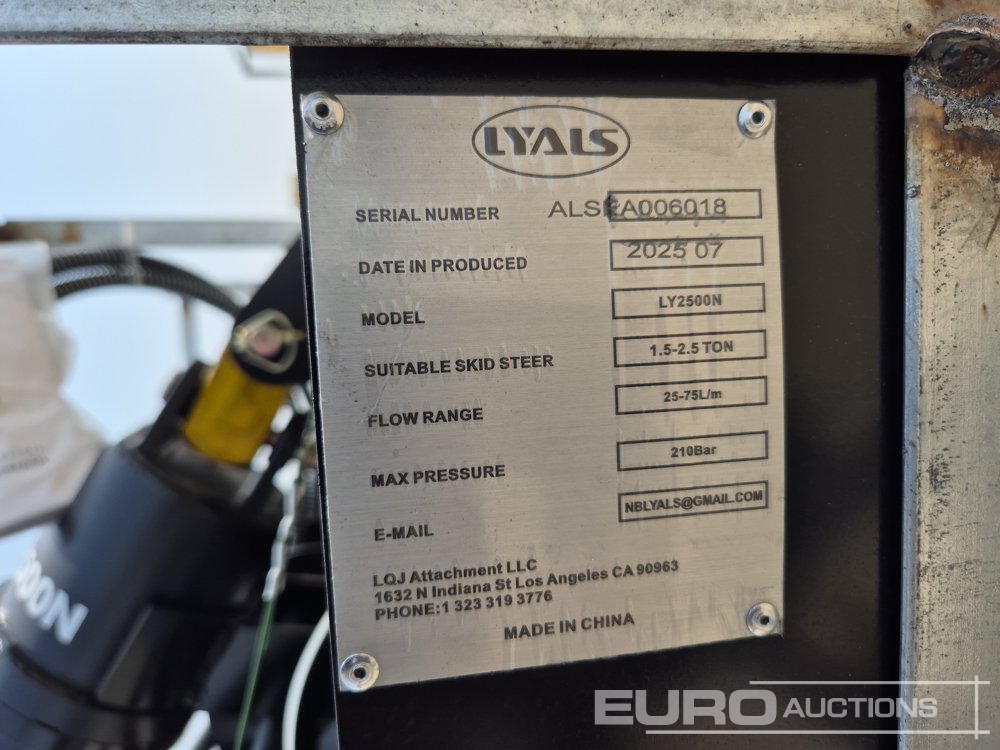 LYALS
SERIAL NUMBER ALSEA006018
DATE IN PRODUCED 2025 07
MODEL LY2500N
SUITABLE SKID STEER 1.5-2.5 TON
FLOW RANGE 25-75L/m
MAX PRESSURE 210Bar
E-MAIL NBLYALS@GMAIL.COM
LQJ Attachment LLC
1632 N Indiana St Los Angeles CA 90963
PHONE:1 323 319 3776
MADE IN CHINA
EURO AUCTIONS